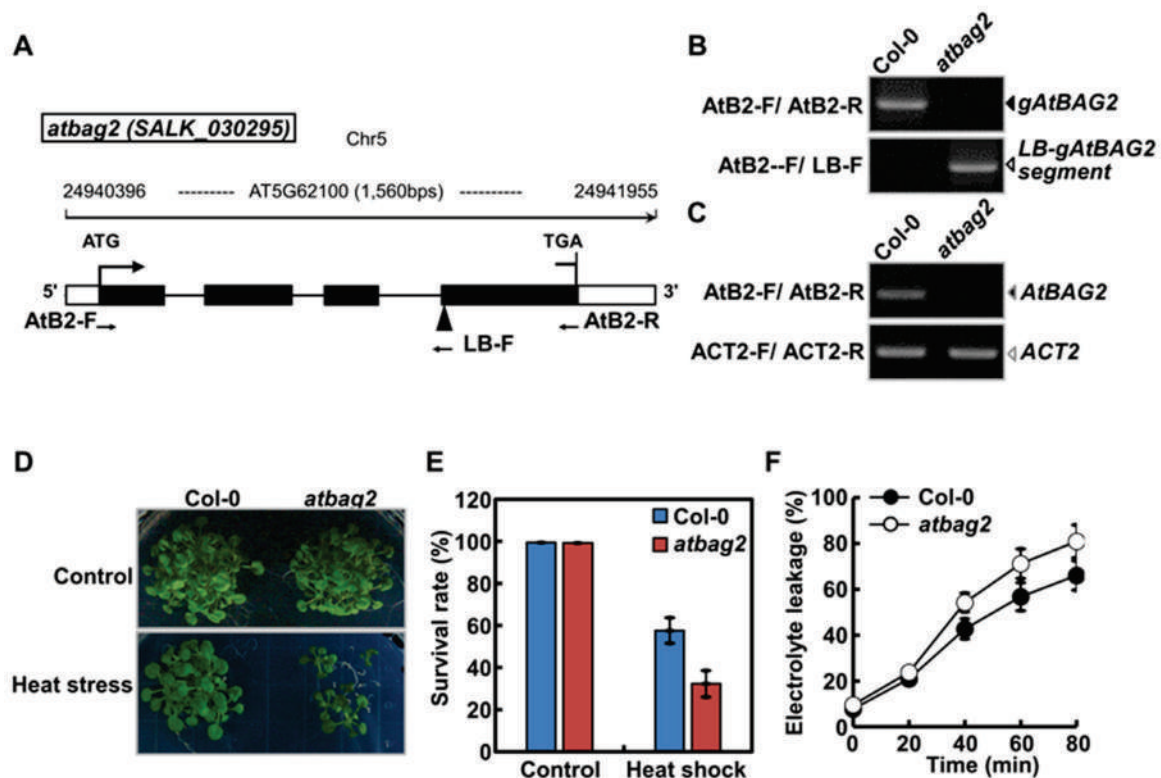 A
atbag2 (SALK_030295)
Chr5
24940396 -------- AT5G62100 (1,560bps) -------- 24941955
ATG TGA
5' 3'
AtB2-F AtB2-R
LB-F
B
Col-0 atbag2
AtB2-F/ AtB2-R gAtBAG2
AtB2--F/ LB-F LB-gAtBAG2
segment
C
Col-0 atbag2
AtB2-F/ AtB2-R AtBAG2
ACT2-F/ ACT2-R ACT2
D
Col-0 atbag2
Control
Heat stress
E
Survival rate (%)
120
100
80
60
40
20
0
Col-0
atbag2
Control Heat shock
F
Col-0
atbag2
Electrolyte leakage (%)
100
80
60
40
20
0
0 20 40 60 80
Time (min)